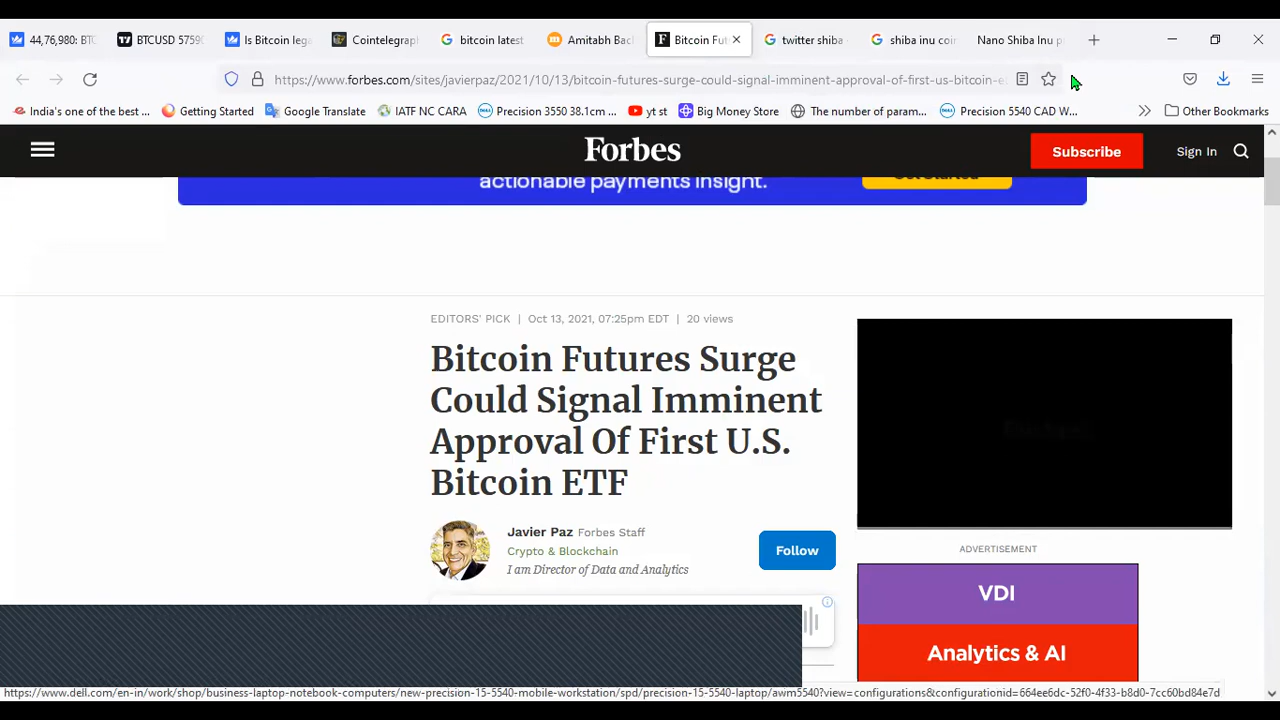 44,76,980: BTC
BTCUSD 57590
Is Bitcoin lega
Cointelegraph
bitcoin latest
Amitabh Bach
Bitcoin Fut
twitter shiba
shiba inu coin
Nano Shiba Inu p
https://www.forbes.com/sites/javierpaz/2021/10/13/bitcoin-futures-surge-could-signal-imminent-approval-of-first-us-bitcoin-e
India's one of the best ...
Getting Started
Google Translate
IATF NC CARA
Precision 3550 38.1cm ...
yt st
Big Money Store
The number of param...
Precision 5540 CAD W...
Other Bookmarks
Forbes
Subscribe
Sign In
actionable payments insight.
EDITORS' PICK | Oct 13, 2021, 07:25pm EDT | 20 views
Bitcoin Futures Surge
Could Signal Imminent
Approval Of First U.S.
Bitcoin ETF
Javier Paz Forbes Staff
Crypto & Blockchain
I am Director of Data and Analytics
Follow
ADVERTISEMENT
VDI
Analytics & AI
https://www.dell.com/en-in/work/shop/business-laptop-notebook-computers/new-precision-15-5540-mobile-workstation/spd/precision-15-5540-laptop/awm5540?view=configurations&configurationid=664ee6dc-52f0-4f33-b8d0-7cc60bd84e7d